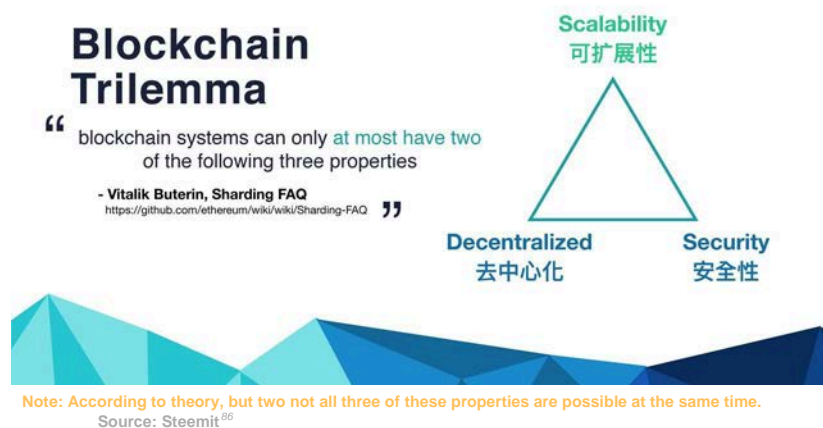 Blockchain
Trilemma
“
blockchain systems can only at most have two
of the following three properties
- Vitalik Buterin, Sharding FAQ
https://github.com/ethereum/wiki/wiki/Sharding-FAQ ”
Scalability
可扩展性
Decentralized
去中心化
Security
安全性
Note: According to theory, but two not all three of these properties are possible at the same time.
Source: Steemit86